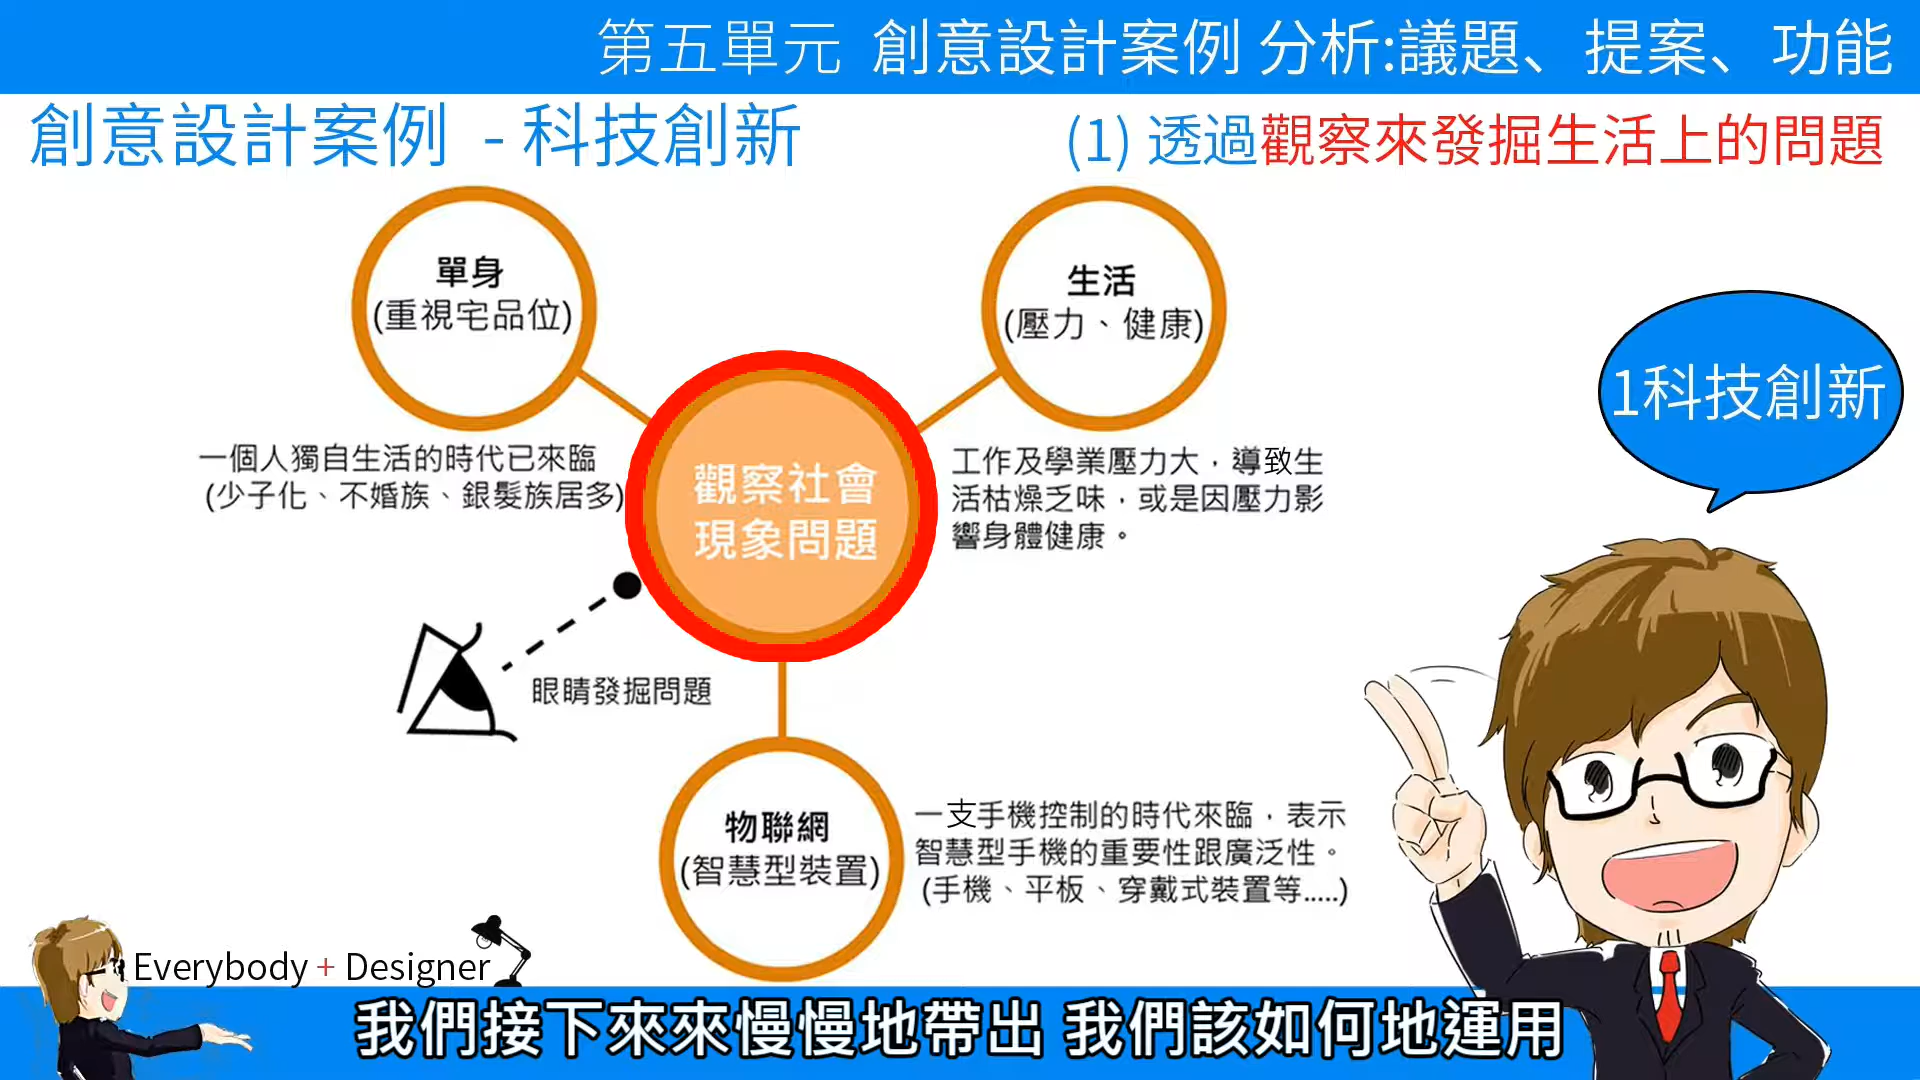 第五單元 創意設計案例 分析:議題、提案、功能
創意設計案例 - 科技創新
(1) 透過觀察來發掘生活上的問題
單身
(重視宅品位)
生活
(壓力、健康)
1科技創新
一個人獨自生活的時代已來臨
(少子化、不婚族、銀髮族居多)
觀察社會
現象問題
工作及學業壓力大，導致生
活枯燥乏味，或是因壓力影
響身體健康。
眼睛發掘問題
物聯網
(智慧型裝置)
一支手機控制的時代來臨，表示
智慧型手機的重要性跟廣泛性。
(手機、平板、穿戴式裝置等.....)
Everybody + Designer
我們接下來來慢慢地帶出 我們該如何地運用